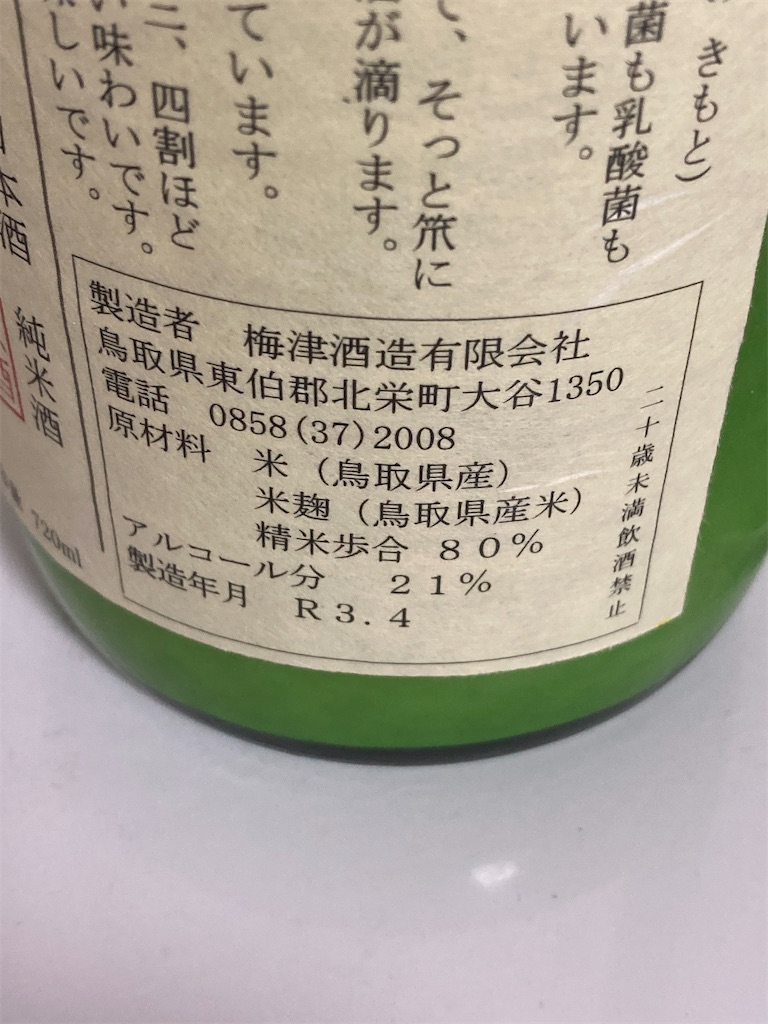 きもと)
菌も乳酸菌も
います。
て、そっと笊に
が滴ります。
ています。
二、四割ほど
い味わいです。
しいです。
本酒
純米酒
720ml
製造者 梅津酒造有限会社
鳥取県東伯郡北栄町大谷1350
電話 0858(37)2008
原材料 米(鳥取県産)
米麹(鳥取県産米)
精米歩合 80%
アルコール分 21%
製造年月 R3.4
二十歳未満飲酒禁止